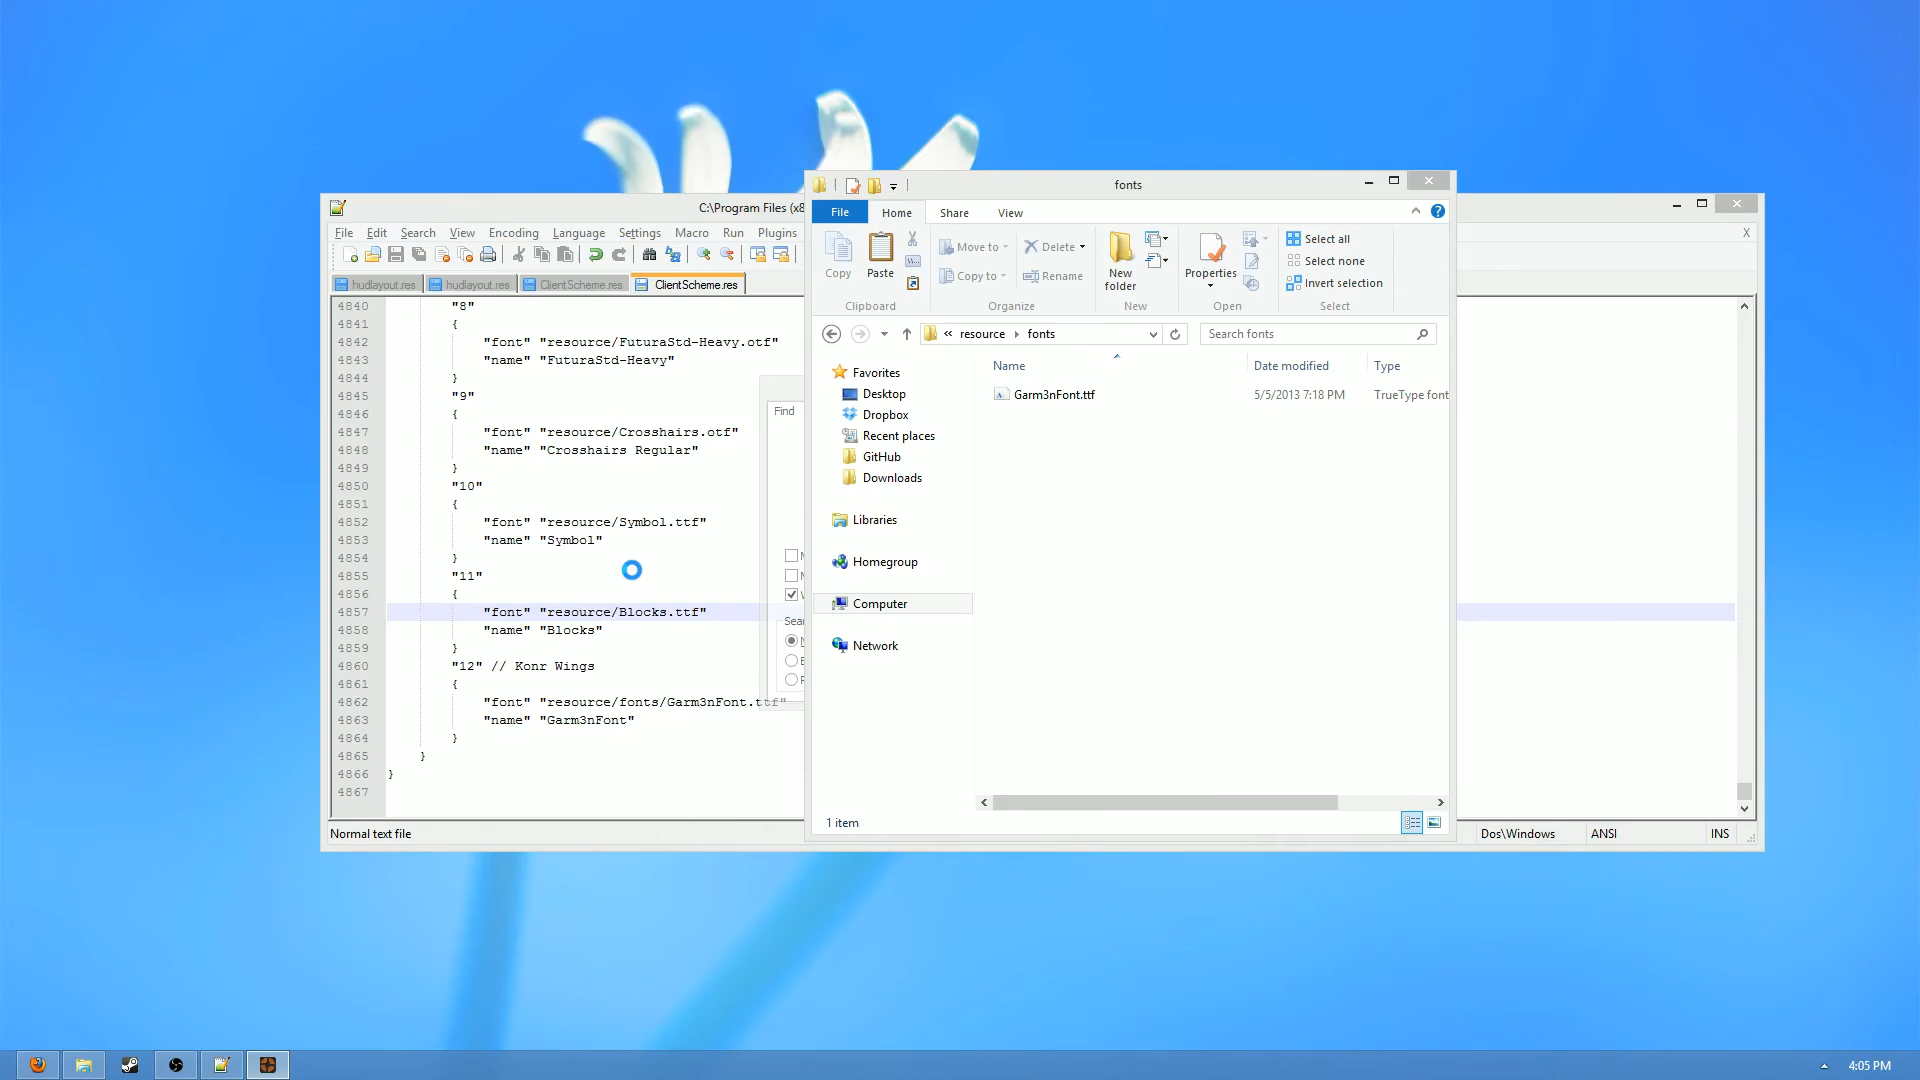 C:\Program Files (x8
File Edit Search View Encoding Language Settings Macro Run Plugins
X
hudlayout.res hudlayout.res ClientScheme.res ClientScheme.res
4840 "8"
4841 {
4842 "font" "resource/FuturaStd-Heavy.otf"
4843 "name" "FuturaStd-Heavy"
4844 }
4845 "9"
4846 {
4847 "font" "resource/Crosshairs.otf"
4848 "name" "Crosshairs Regular"
4849 }
4850 "10"
4851 {
4852 "font" "resource/Symbol.ttf"
4853 "name" "Symbol"
4854 }
4855 "11"
4856 {
4857 "font" "resource/Blocks.ttf"
4858 "name" "Blocks"
4859 }
4860 "12" // Konr Wings
4861 {
4862 "font" "resource/fonts/Garm3nFont.ttf"
4863 "name" "Garm3nFont"
4864 }
4865 }
4866 }
4867
Find
Sear
Normal text file
Dos\Windows ANSI INS
fonts
File Home Share View
Copy
Paste
Move to
Copy to
Delete
Rename
New
folder
Properties
Select all
Select none
Invert selection
Clipboard Organize New Open Select
« resource fonts
Search fonts
Name Date modified Type
Garm3nFont.ttf 5/5/2013 7:18 PM TrueType font
Favorites
Desktop
Dropbox
Recent places
GitHub
Downloads
Libraries
Homegroup
Computer
Network
1 item
4:05 PM